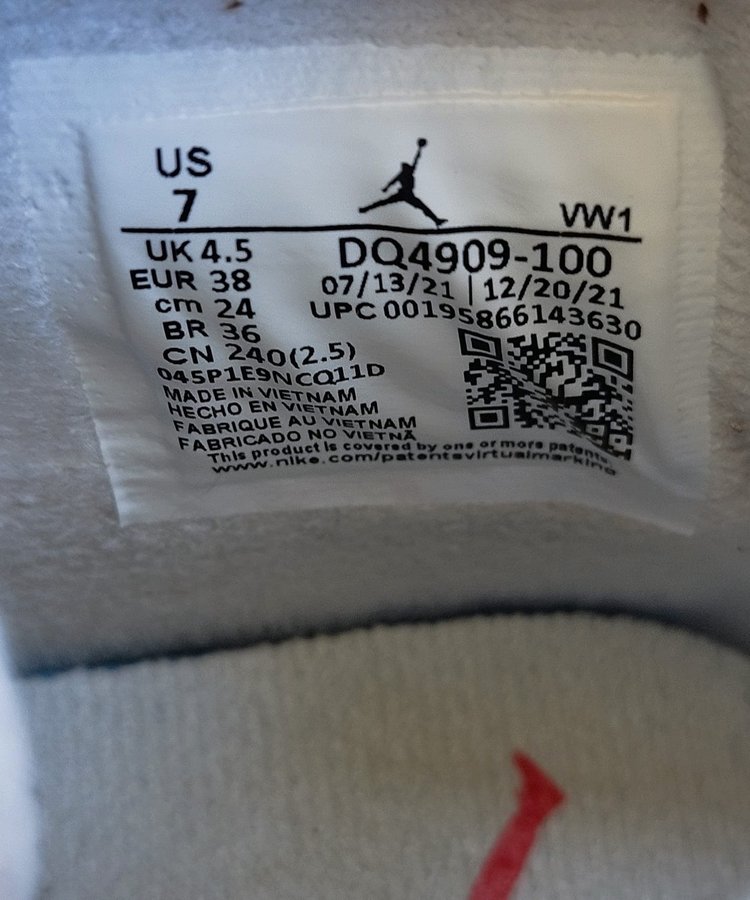 US
7
VW1
UK 4.5
DQ4909-100
EUR 38
07/13/21 | 12/20/21
cm 24
UPC 00195866143630
BR 36
CN 240(2.5)
045P1E9NCQ11D
MADE IN VIETNAM
HECHO EN VIETNAM
FABRIQUE AU VIETNAM
FABRICADO NO VIETNÃ
This product is covered by one or more patents.
www.nike.com/patentsvirtualmarking